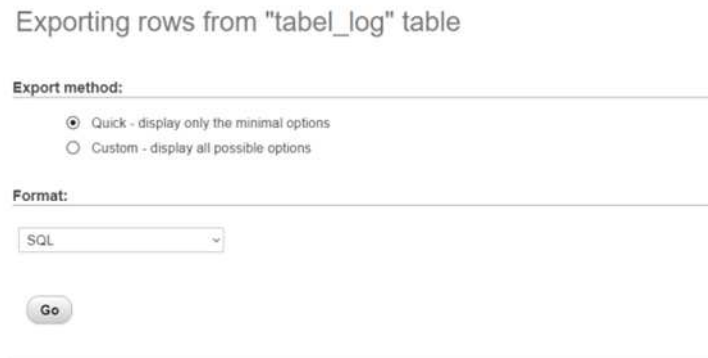 Exporting rows from "tabel_log" table
Export method:
Quick - display only the minimal options
Custom - display all possible options
Format:
SQL
Go